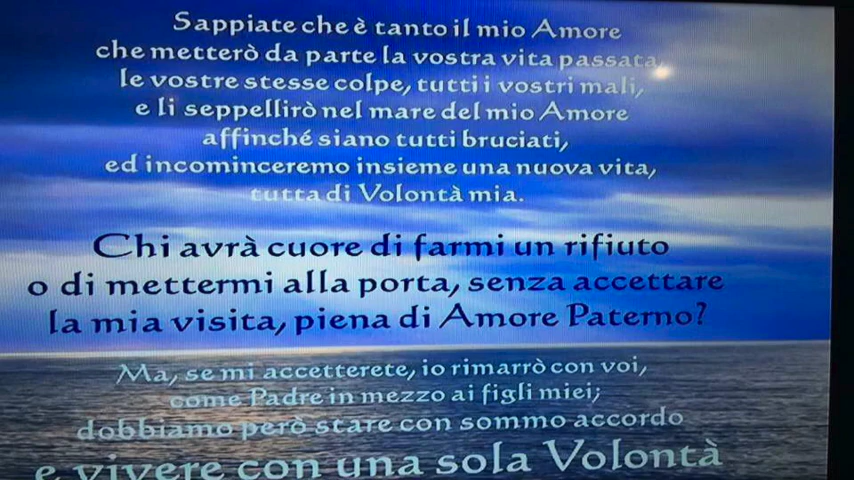 Sappiate che è tanto il mio Amore
che metterò da parte la vostra vita passata,
le vostre stesse colpe, tutti i vostri mali,
e li seppellirò nel mare del mio Amore
affinché siano tutti bruciati,
ed incominceremo insieme una nuova vita,
tutta di Volontà mia.
Chi avrà cuore di farmi un rifiuto
o di mettermi alla porta, senza accettare
la mia visita, piena di Amore Paterno?
Ma, se mi accetterete, io rimarrò con voi,
come Padre in mezzo ai figli miei;
dobbiamo però stare con sommo accordo
e vivere con una sola Volontà